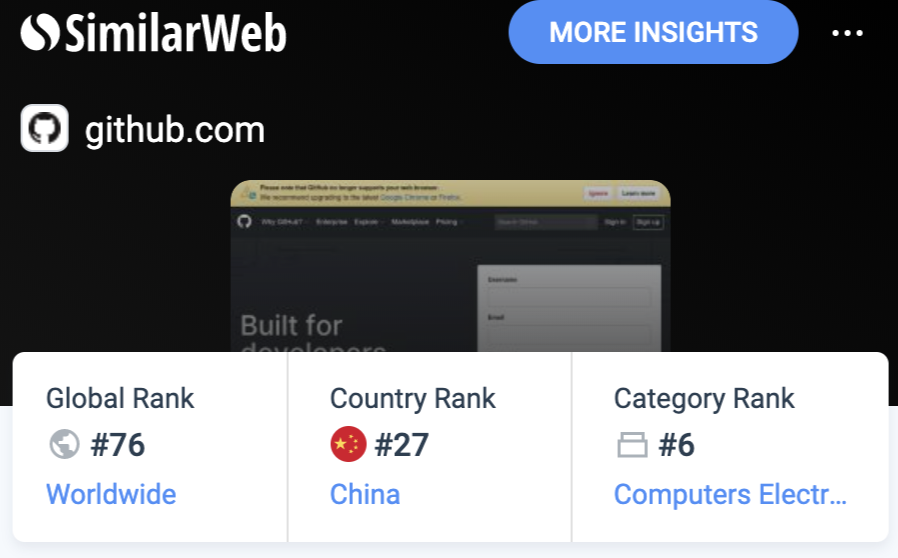 SimilarWeb
MORE INSIGHTS
github.com
Please note that GitHub no longer supports your web browser.
We recommend upgrading to the latest Google Chrome or Firefox.
Ignore
Learn more
Why GitHub?
Enterprise
Explore
Marketplace
Pricing
Search GitHub
Sign in
Sign up
Username
Email
Built for
developers
Global Rank
Country Rank
Category Rank
#76
#27
#6
Worldwide
China
Computers Electr...